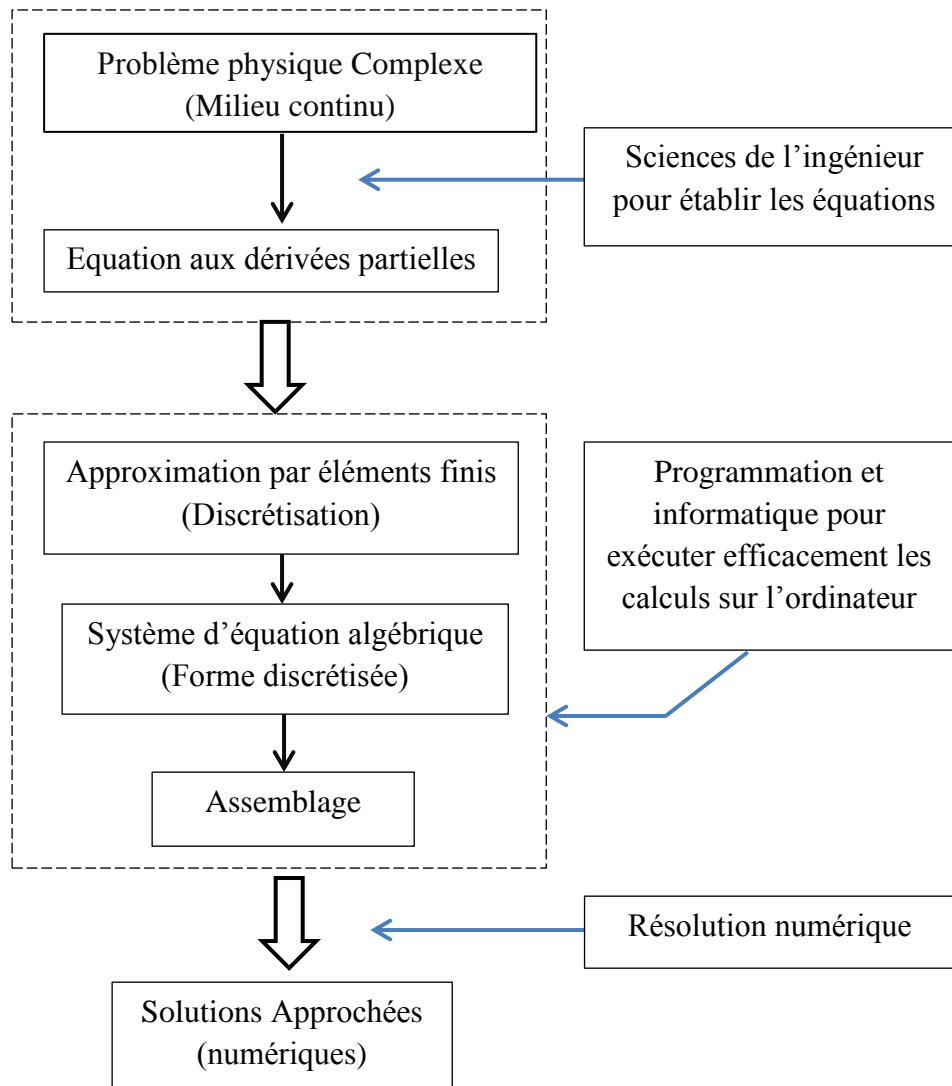 Problème physique Complexe
(Milieu continu)
Sciences de l’ingénieur
pour établir les équations
Equation aux dérivées partielles
Approximation par éléments finis
(Discrétisation)
Programmation et
informatique pour
exécuter efficacement les
calculs sur l’ordinateur
Système d’équation algébrique
(Forme discrétisée)
Assemblage
Résolution numérique
Solutions Approchées
(numériques)